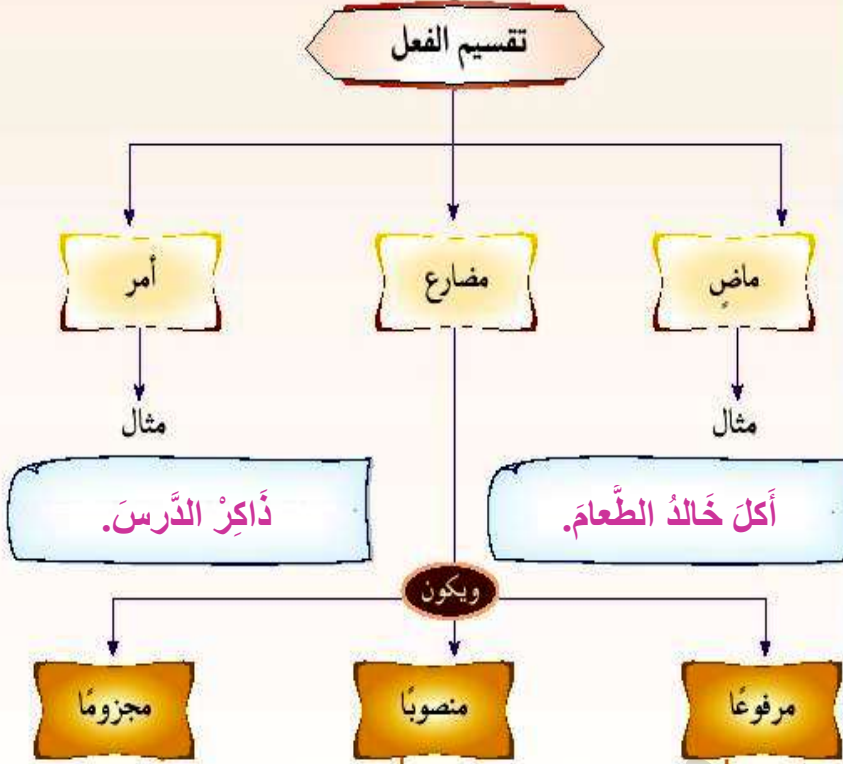 تقسيم الفعل
ماضٍ
مضارع
أمر
مثال
مثال
أَكلَ خَالدُ الطَّعامَ.
ذَاكِرْ الدَّرسَ.
ويكون
مرفوعًا
منصوبًا
مجزومًا